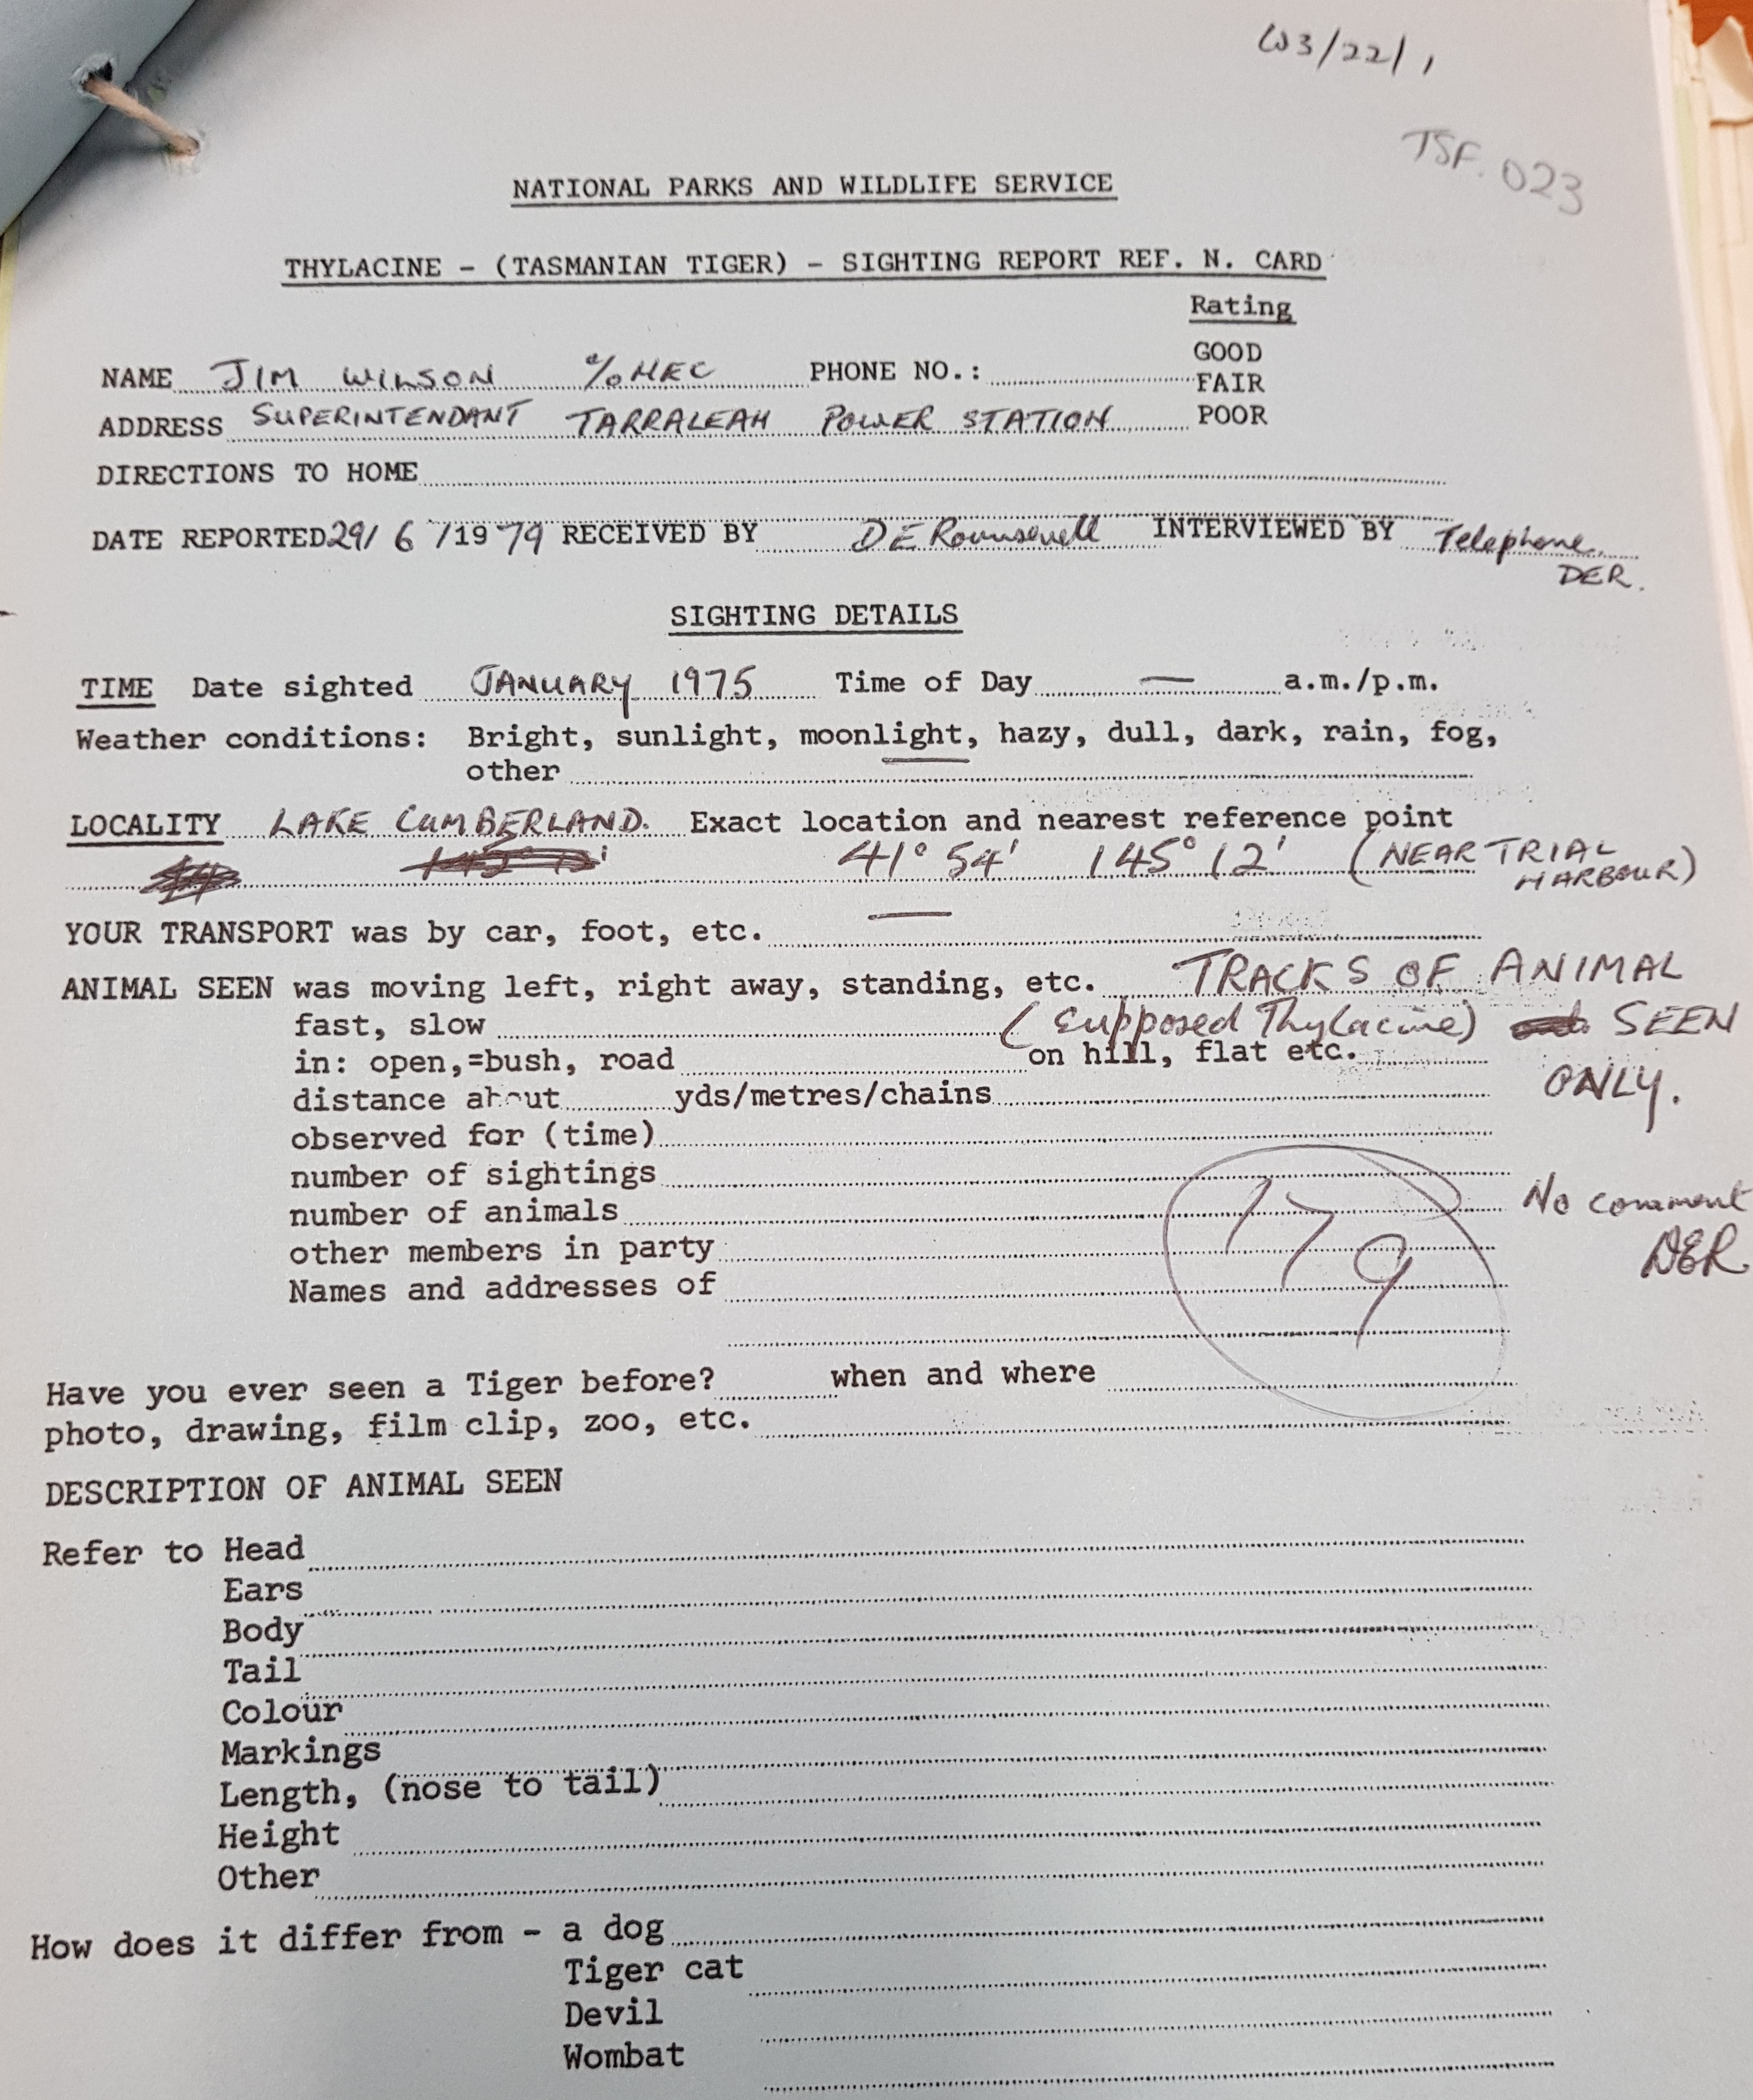 W3/22/1
TSF. 023
NATIONAL PARKS AND WILDLIFE SERVICE
THYLACINE - (TASMANIAN TIGER) - SIGHTING REPORT REF. N. CARD
Rating
GOOD
NAME JIM WILSON c/o HEC PHONE NO.: FAIR
ADDRESS SUPERINTENDANT TARRALEAH POWER STATION POOR
DIRECTIONS TO HOME
DATE REPORTED 29/ 6 /19 79 RECEIVED BY D E Rounsevell INTERVIEWED BY Telephone
DER.
SIGHTING DETAILS
TIME Date sighted JANUARY 1975 Time of Day — a.m./p.m.
Weather conditions: Bright, sunlight, moonlight, hazy, dull, dark, rain, fog,
other
LOCALITY LAKE CUMBERLAND. Exact location and nearest reference point
41° 54' 145° 12' (NEAR TRIAL
HARBOUR)
YOUR TRANSPORT was by car, foot, etc. —
ANIMAL SEEN was moving left, right away, standing, etc. TRACKS OF ANIMAL
fast, slow (Supposed Thylacine) SEEN
in: open,=bush, road on hill, flat etc.
ONLY.
distance about yds/metres/chains
observed for (time)
number of sightings
No comment
number of animals
179
DER
other members in party
Names and addresses of
Have you ever seen a Tiger before? when and where
photo, drawing, film clip, zoo, etc.
DESCRIPTION OF ANIMAL SEEN
Refer to Head
Ears
Body
Tail
Colour
Markings
Length, (nose to tail)
Height
Other
How does it differ from - a dog
Tiger cat
Devil
Wombat